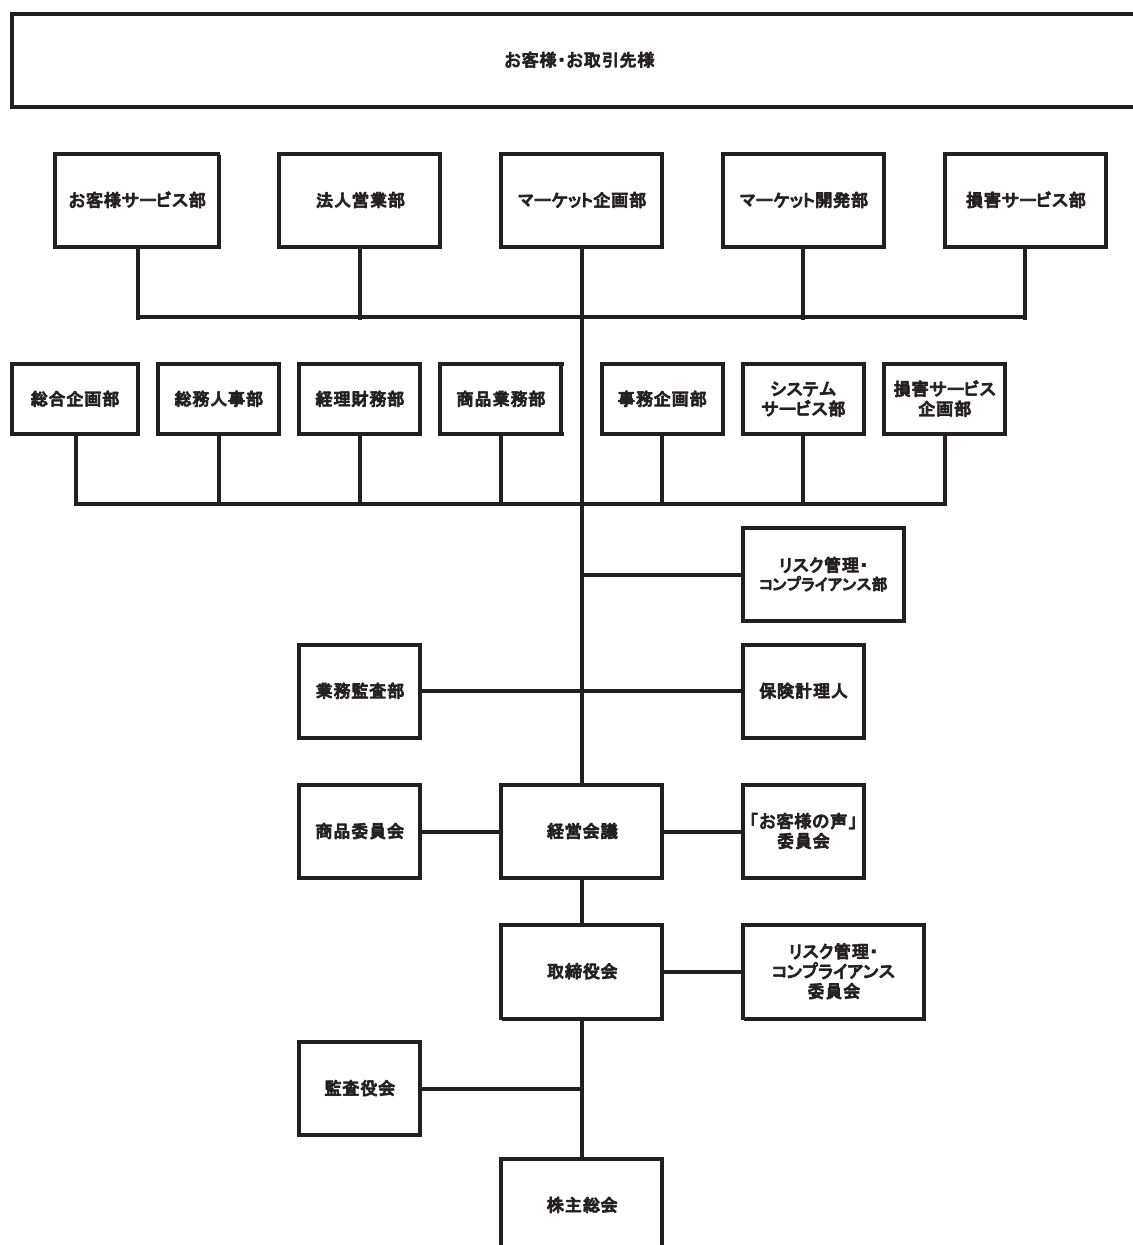 お客様・お取引先様
お客様サービス部
法人営業部
マーケット企画部
マーケット開発部
損害サービス部
総合企画部
総務人事部
経理財務部
商品業務部
事務企画部
システム
サービス部
損害サービス
企画部
リスク管理・
コンプライアンス部
業務監査部
保険計理人
商品委員会
経営会議
「お客様の声」
委員会
取締役会
リスク管理・
コンプライアンス
委員会
監査役会
株主総会